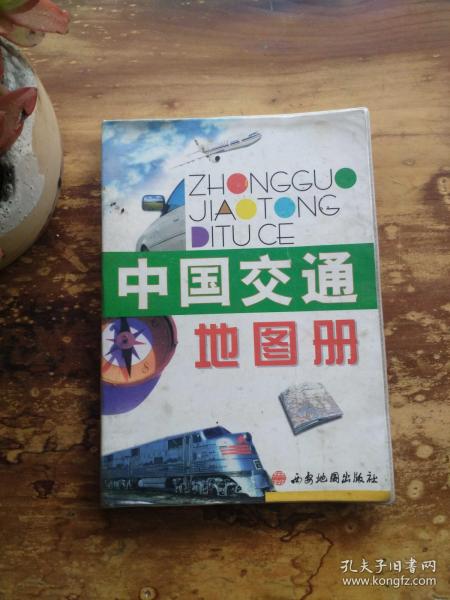 ZHONGGUO
JIAOTONG
DITU CE
中国交通
地图册
西安地图出版社
孔夫子旧书网
www.kongfz.com